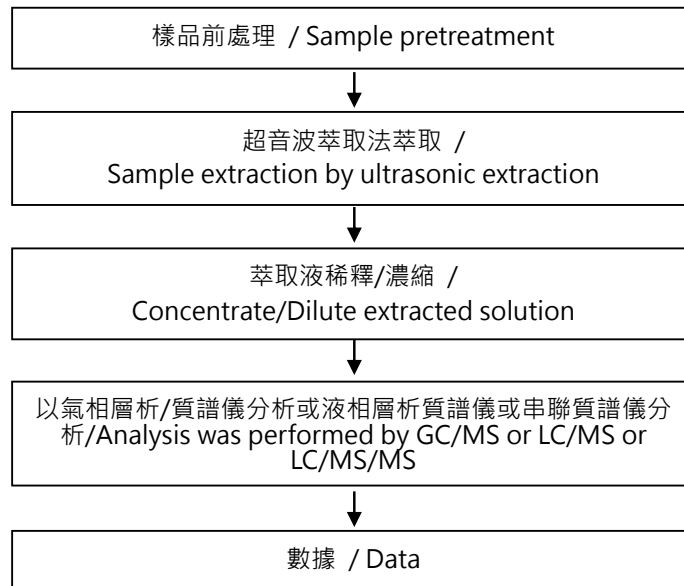 樣品前處理 / Sample pretreatment
超音波萃取法萃取 /
Sample extraction by ultrasonic extraction
萃取液稀釋/濃縮 /
Concentrate/Dilute extracted solution
以氣相層析/質譜儀分析或液相層析質譜儀或串聯質譜儀分
析/Analysis was performed by GC/MS or LC/MS or
LC/MS/MS
數據 / Data